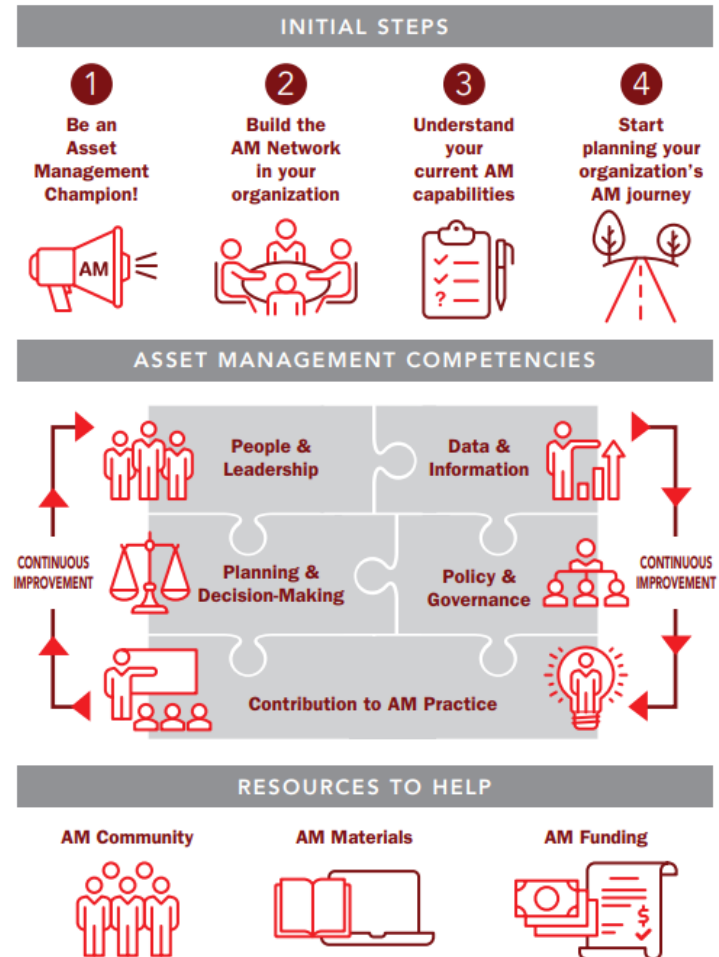 INITIAL STEPS
1
Be an
Asset
Management
Champion!
AM
2
Build the
AM Network
in your
organization
3
Understand
your
current AM
capabilities
?
4
Start
planning your
organization's
AM journey
ASSET MANAGEMENT COMPETENCIES
People &
Leadership
Data &
Information
CONTINUOUS
IMPROVEMENT
Planning &
Decision-Making
Policy &
Governance
CONTINUOUS
IMPROVEMENT
Contribution to AM Practice
RESOURCES TO HELP
AM Community
AM Materials
AM Funding
$